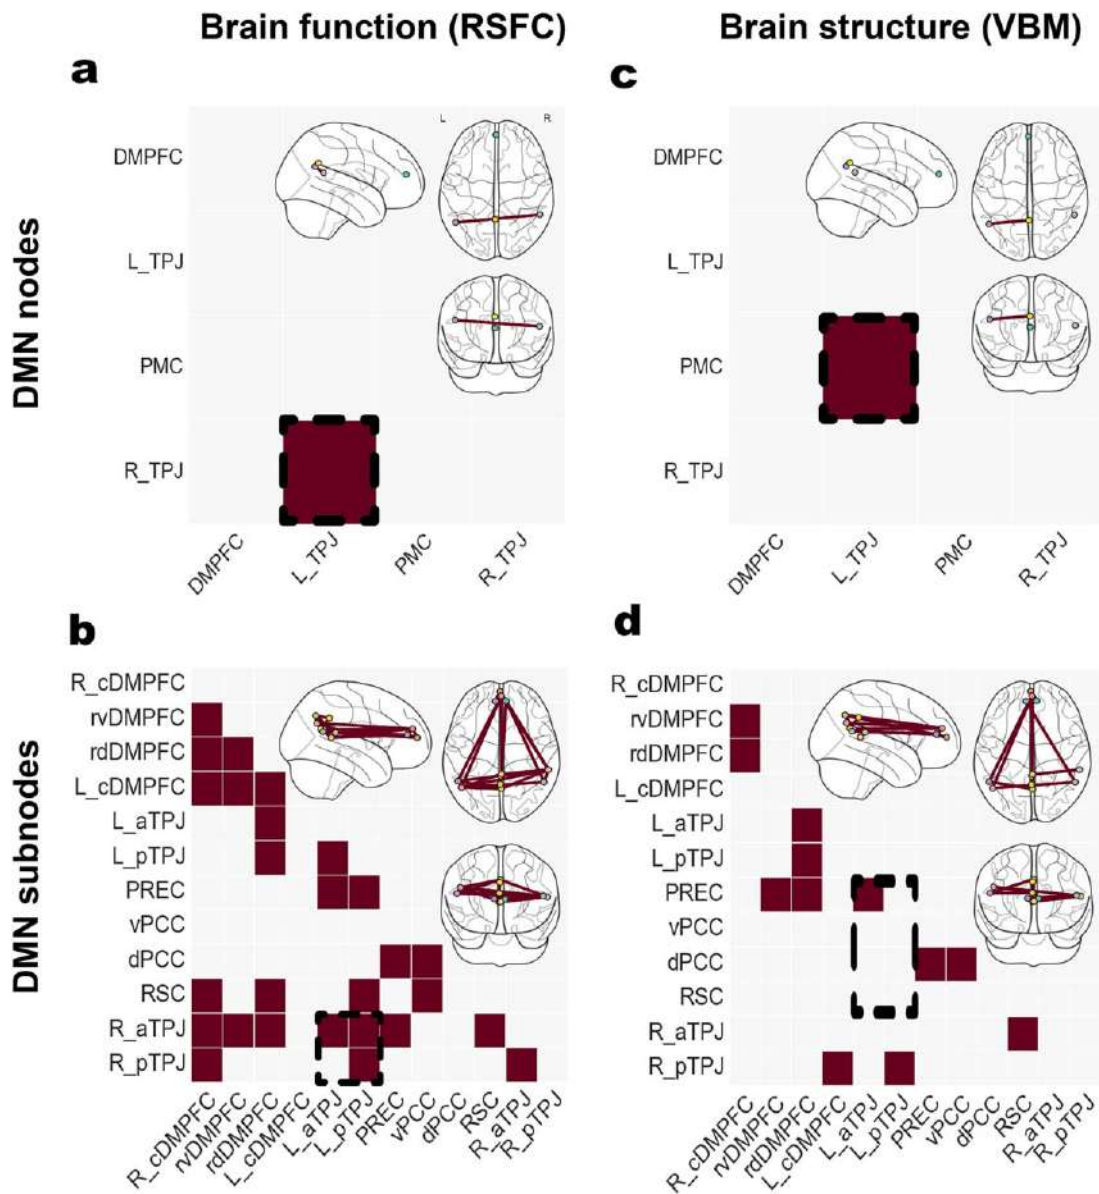 Brain function (RSFC)
Brain structure (VBM)
a
c
DMN nodes
L R
DMPFC
L_TPJ
PMC
R_TPJ
DMPFC
L_TPJ
PMC
R_TPJ
DMPFC
L_TPJ
PMC
R_TPJ
DMPFC
L_TPJ
PMC
R_TPJ
b
d
DMN subnodes
R_cDMPFC
rvDMPFC
rdDMPFC
L_cDMPFC
L_aTPJ
L_pTPJ
PREC
vPCC
dPCC
RSC
R_aTPJ
R_pTPJ
R_cDMPFC
rvDMPFC
rdDMPFC
L_cDMPFC
L_aTPJ
L_pTPJ
PREC
vPCC
dPCC
RSC
R_aTPJ
R_pTPJ
R_cDMPFC
rvDMPFC
rdDMPFC
L_cDMPFC
L_aTPJ
L_pTPJ
PREC
vPCC
dPCC
RSC
R_aTPJ
R_pTPJ
R_cDMPFC
rvDMPFC
rdDMPFC
L_cDMPFC
L_aTPJ
L_pTPJ
PREC
vPCC
dPCC
RSC
R_aTPJ
R_pTPJ